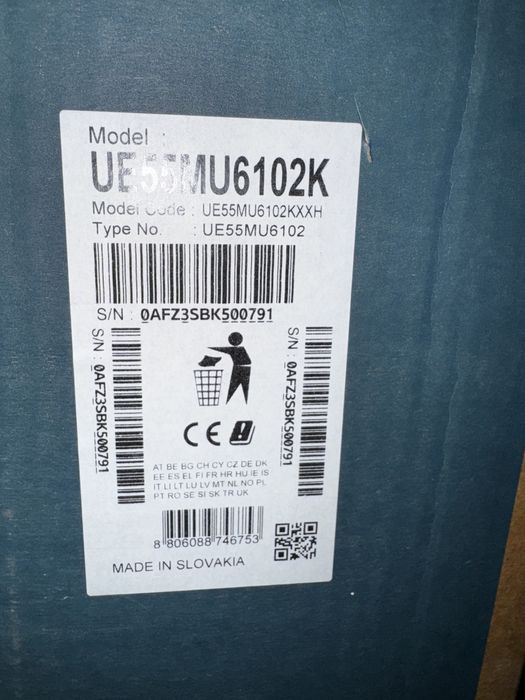 Model :
UE55MU6102K
Model Code : UE55MU6102KXXH
Type No. : UE55MU6102
S/N : 0AFZ3SBK500791
S/N : 0AFZ3SBK500791
S/N : 0AFZ3SBK500791
CE
AT BE BG CH CY CZ DE DK
EE ES EL FI FR HR HU IE IS
IT LI LT LU LV MT NL NO PL
PT RO SE SI SK TR UK
8 806088 746753
MADE IN SLOVAKIA